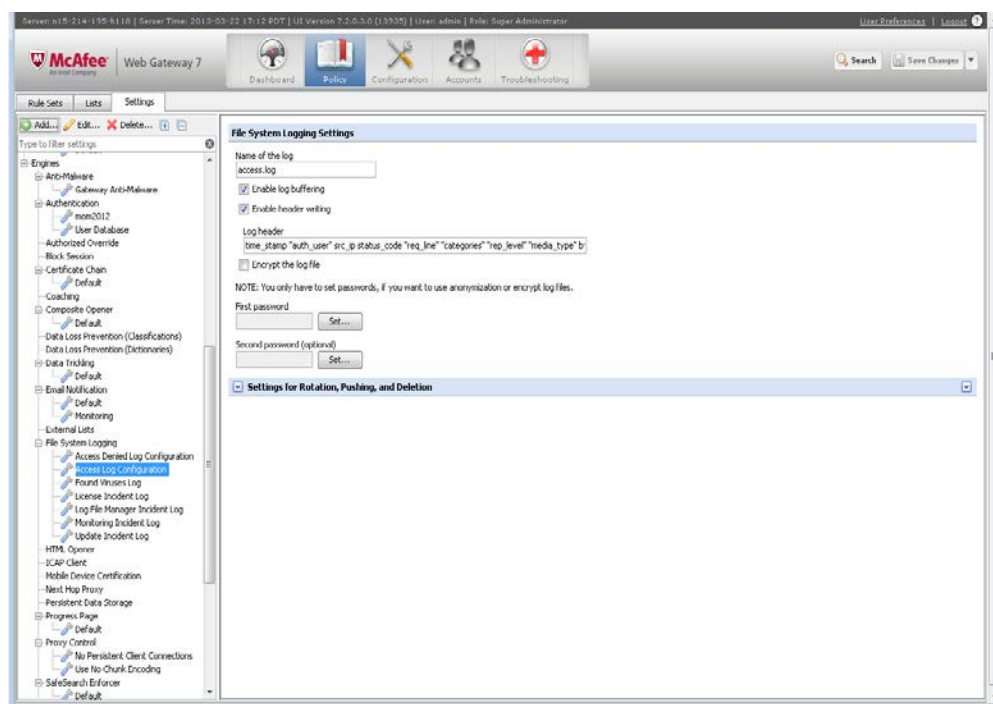 Server: n15-214-195-h118 | Server Time: 2013-03-22 17:12 PDT | UI Version 7.2.0.3.0 (13935) | User: admin | Role: Super Administrator
User Preferences | Logout
McAfee
An Intel Company
Web Gateway 7
Dashboard
Policy
Configuration
Accounts
Troubleshooting
Search
Save Changes
Rule Sets
Lists
Settings
Add...
Edit...
Delete...
Type to filter settings
Engines
Anti-Malware
Gateway Anti-Malware
Authentication
mom2012
User Database
Authorized Override
Block Session
Certificate Chain
Default
Coaching
Composite Opener
Default
Data Loss Prevention (Classifications)
Data Loss Prevention (Dictionaries)
Data Trickling
Default
Email Notification
Default
Monitoring
External Lists
File System Logging
Access Denied Log Configuration
Access Log Configuration
Found Viruses Log
License Incident Log
Log File Manager Incident Log
Monitoring Incident Log
Update Incident Log
HTML Opener
ICAP Client
Mobile Device Certification
Next Hop Proxy
Persistent Data Storage
Progress Page
Default
Proxy Control
No Persistent Client Connections
Use No-Chunk Encoding
SafeSearch Enforcer
Default
File System Logging Settings
Name of the log
access.log
Enable log buffering
Enable header writing
Log header
time_stamp "auth_user" src_ip status_code "req_line" "categories" "rep_level" "media_type" b
Encrypt the log file
NOTE: You only have to set passwords, if you want to use anonymization or encrypt log files.
First password
Set...
Second password (optional)
Set...
Settings for Rotation, Pushing, and Deletion